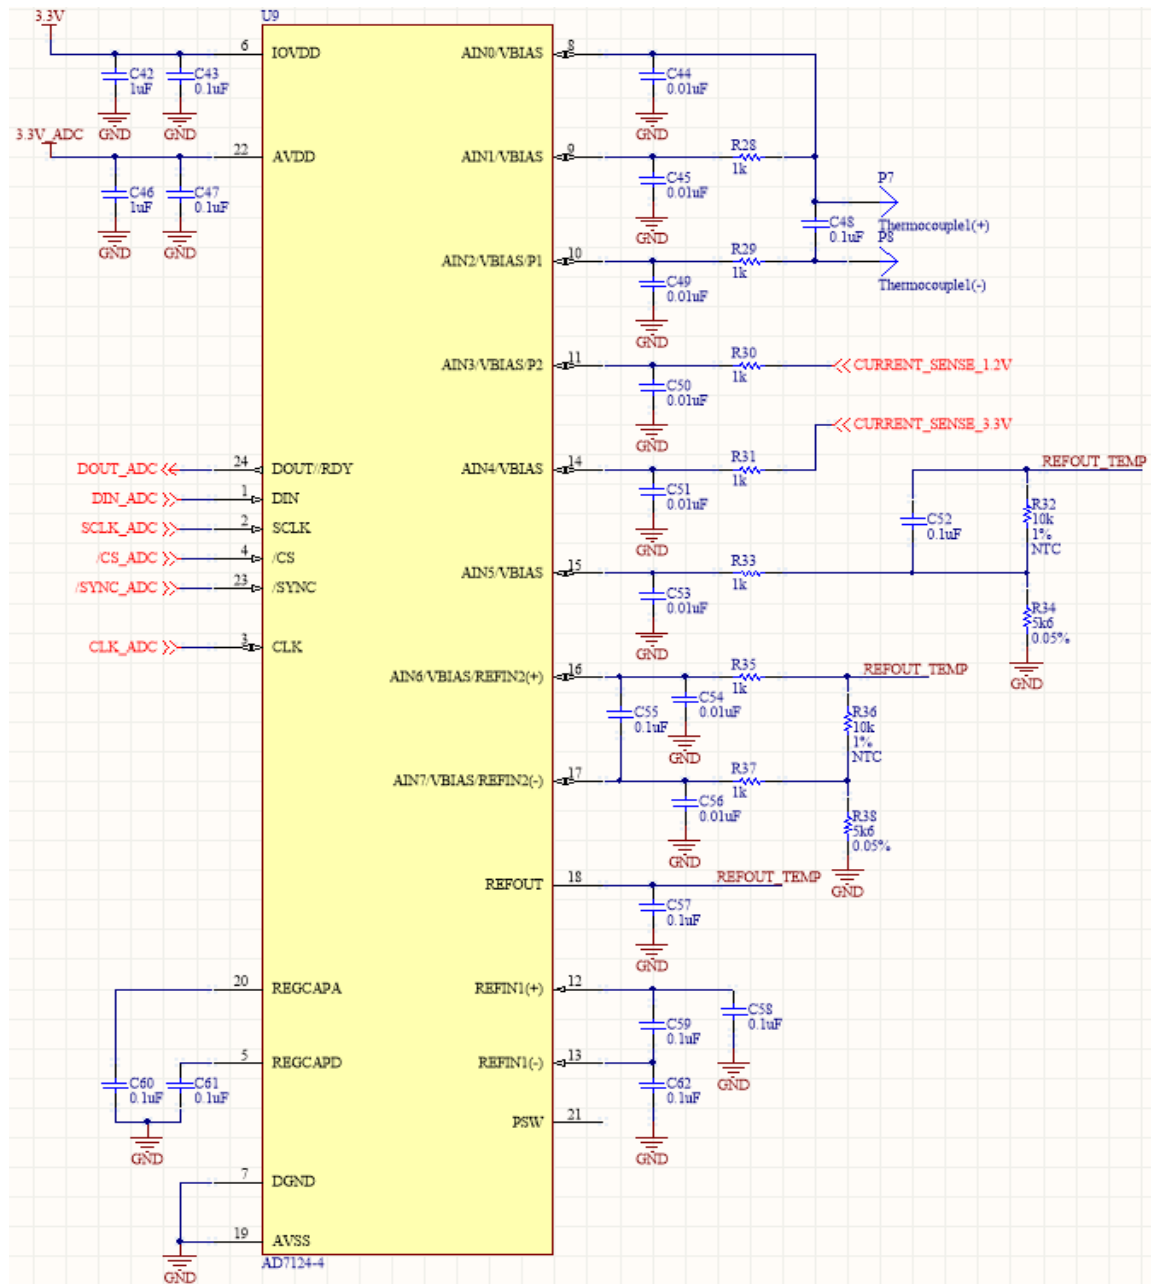 3.3V
U9
6 IOVDD
AIN0/VBIAS 8
C42
1uF
C43
0.1uF
C44
0.01uF
GND
GND
GND
3.3V_ADC
22 AVDD
AIN1/VBIAS 9
R28
1k
C46
1uF
C47
0.1uF
C45
0.01uF
P7
Thermocouple1(+)
GND
GND
GND
C48
0.1uF
P8
AIN2/VBIAS/P1 10
R29
1k
Thermocouple1(-)
C49
0.01uF
GND
AIN3/VBIAS/P2 11
R30
1k
CURRENT_SENSE_1.2V
C50
0.01uF
GND
CURRENT_SENSE_3.3V
DOUT_ADC
24 DOUT//RDY
AIN4/VBIAS 14
R31
1k
REFOUT_TEMP
DIN_ADC
1 DIN
C51
0.01uF
SCLK_ADC
2 SCLK
GND
C52
0.1uF
R32
10k
1%
NTC
/CS_ADC
4 /CS
AIN5/VBIAS 15
R33
1k
/SYNC_ADC
23 /SYNC
C53
0.01uF
R34
5k6
0.05%
CLK_ADC
3 CLK
GND
GND
AIN6/VBIAS/REFIN2(+) 16
R35
1k
REFOUT_TEMP
C55
0.1uF
C54
0.01uF
GND
R36
10k
1%
NTC
AIN7/VBIAS/REFIN2(-) 17
R37
1k
C56
0.01uF
GND
R38
5k6
0.05%
GND
REFOUT 18
REFOUT_TEMP
C57
0.1uF
GND
20 REGCAPA
REFIN1(+) 12
C59
0.1uF
C58
0.1uF
5 REGCAPD
REFIN1(-) 13
GND
C60
0.1uF
C61
0.1uF
C62
0.1uF
PSW 21
GND
GND
7 DGND
19 AVSS
GND
AD7124-4